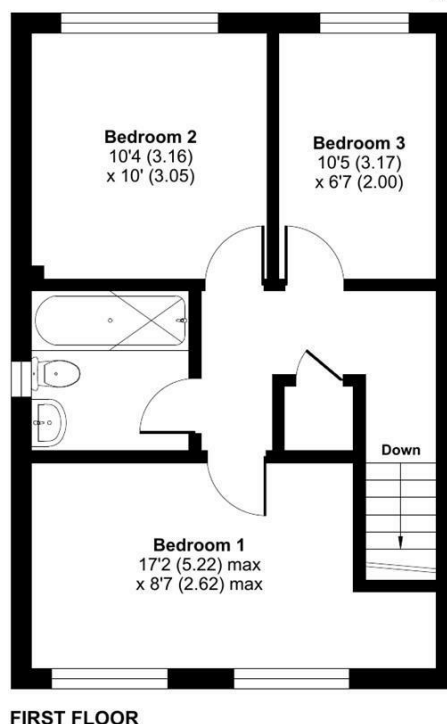 Bedroom 2
10'4 (3.16)
x 10' (3.05)
Bedroom 3
10'5 (3.17)
x 6'7 (2.00)
Down
Bedroom 1
17'2 (5.22) max
x 8'7 (2.62) max
FIRST FLOOR